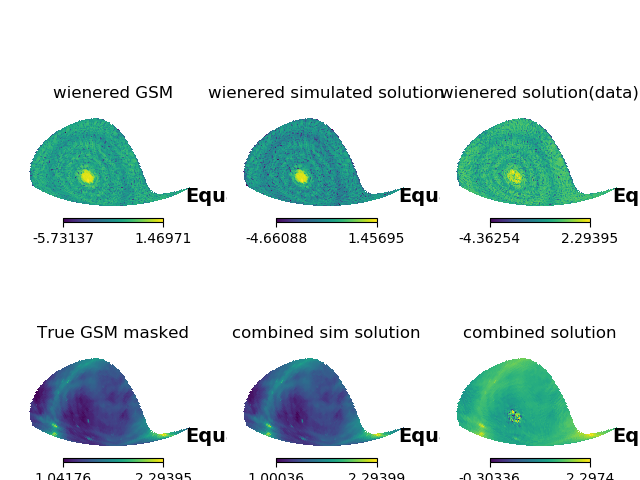 wienered GSM
wienered simulated solution
wienered solution(data)
Equ
Equ
Eq
-5.73137 1.46971
-4.66088 1.45695
-4.36254 2.29395
True GSM masked
combined sim solution
combined solution
Equ
Equ
Eq
1.04176 2.29395
1.00036 2.29399
-0.30336 2.2974